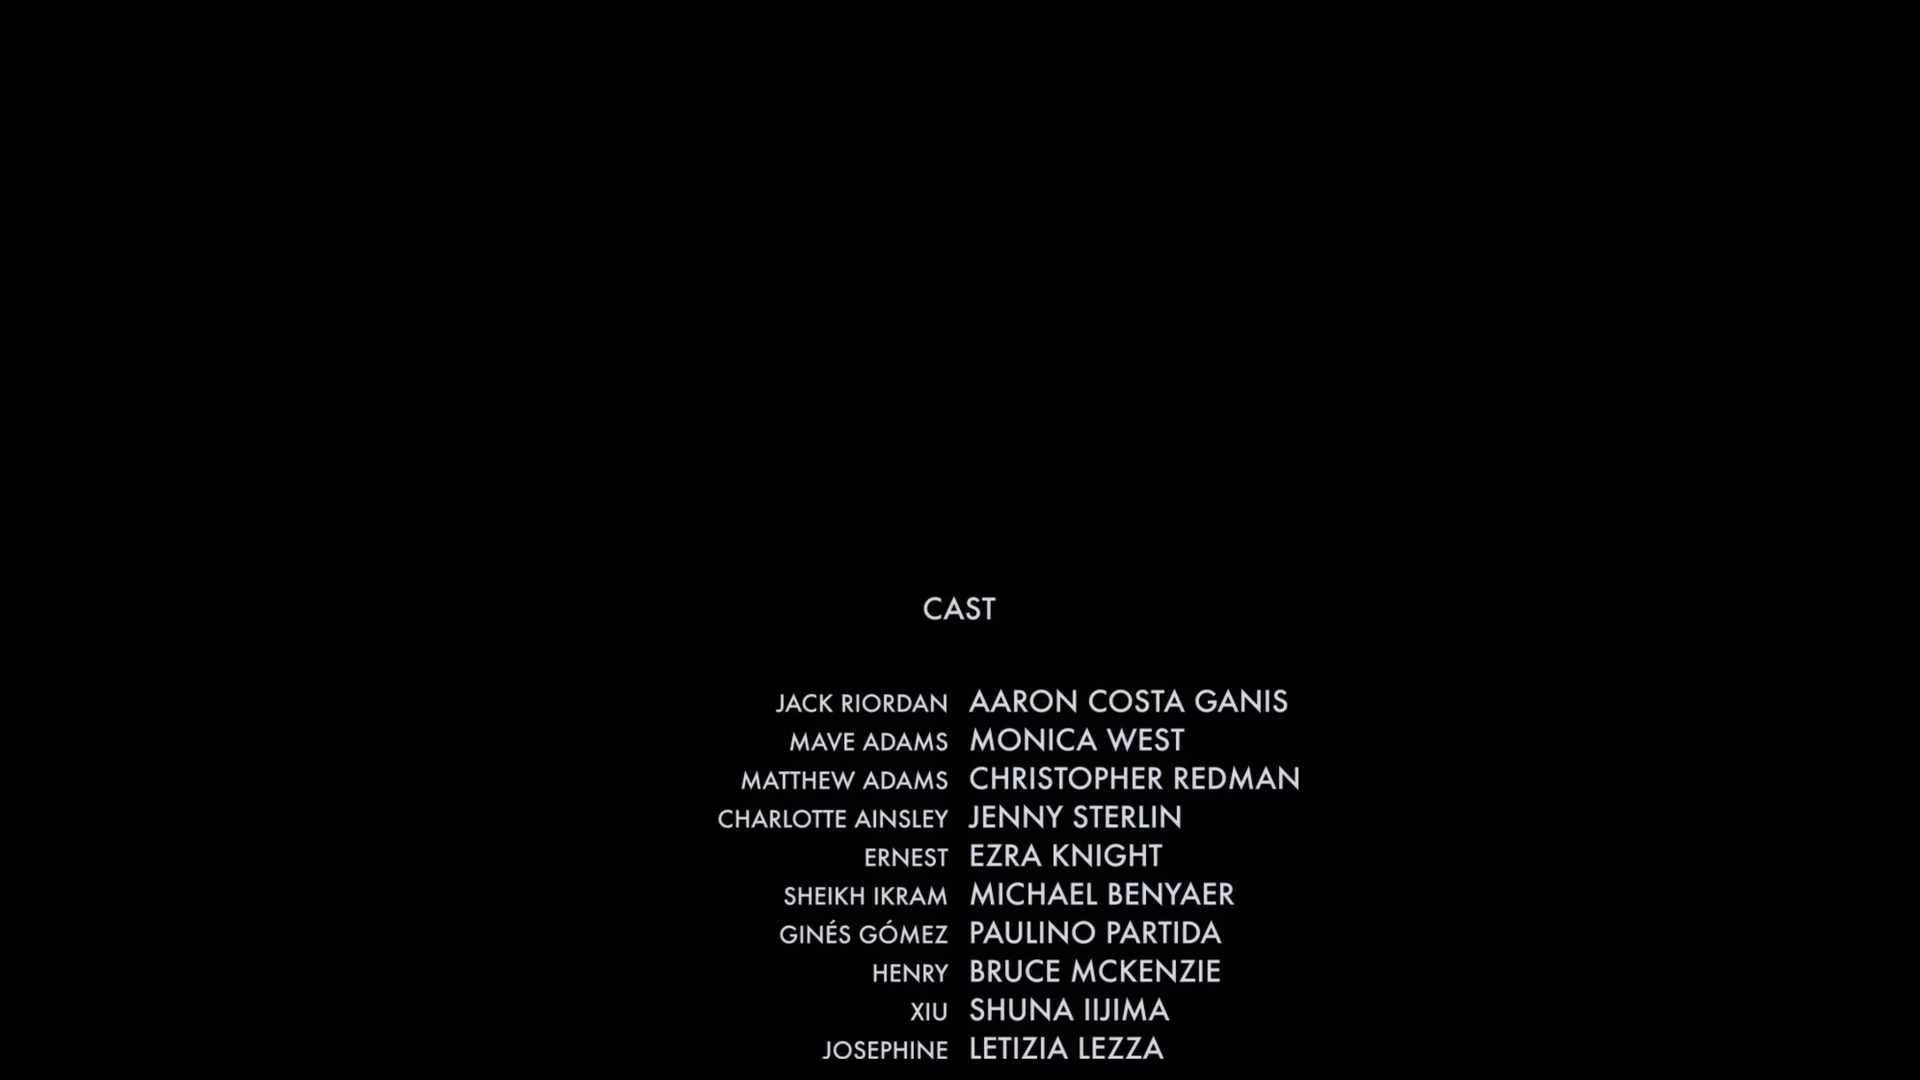 CAST
JACK RIORDAN AARON COSTA GANIS
MAVE ADAMS MONICA WEST
MATTHEW ADAMS CHRISTOPHER REDMAN
CHARLOTTE AINSLEY JENNY STERLIN
ERNEST EZRA KNIGHT
SHEIKH IKRAM MICHAEL BENYAER
GINÉS GÓMEZ PAULINO PARTIDA
HENRY BRUCE MCKENZIE
XIU SHUNA IIJIMA
JOSEPHINE LETIZIA LEZZA